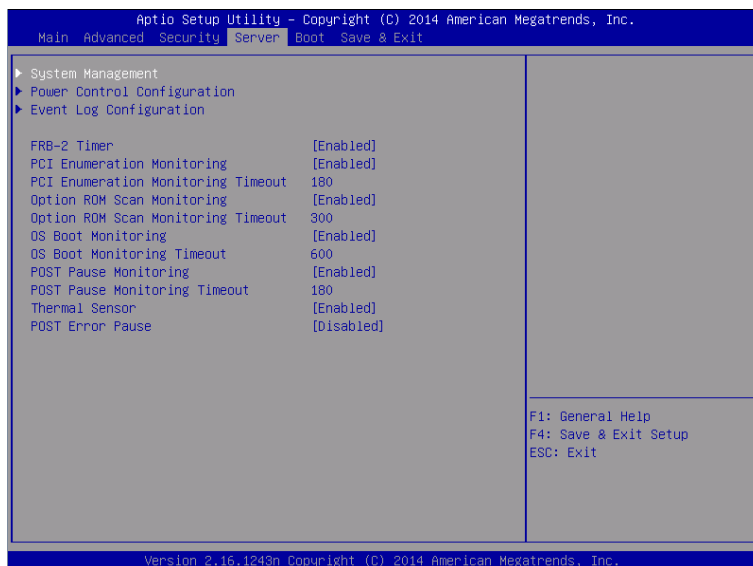 Aptio Setup Utility – Copyright (C) 2014 American Megatrends, Inc.
Main Advanced Security Server Boot Save & Exit
System Management
Power Control Configuration
Event Log Configuration
FRB-2 Timer [Enabled]
PCI Enumeration Monitoring [Enabled]
PCI Enumeration Monitoring Timeout 180
Option ROM Scan Monitoring [Enabled]
Option ROM Scan Monitoring Timeout 300
OS Boot Monitoring [Enabled]
OS Boot Monitoring Timeout 600
POST Pause Monitoring [Enabled]
POST Pause Monitoring Timeout 180
Thermal Sensor [Enabled]
POST Error Pause [Disabled]
F1: General Help
F4: Save & Exit Setup
ESC: Exit
Version 2.16.1243n Copyright (C) 2014 American Megatrends, Inc.